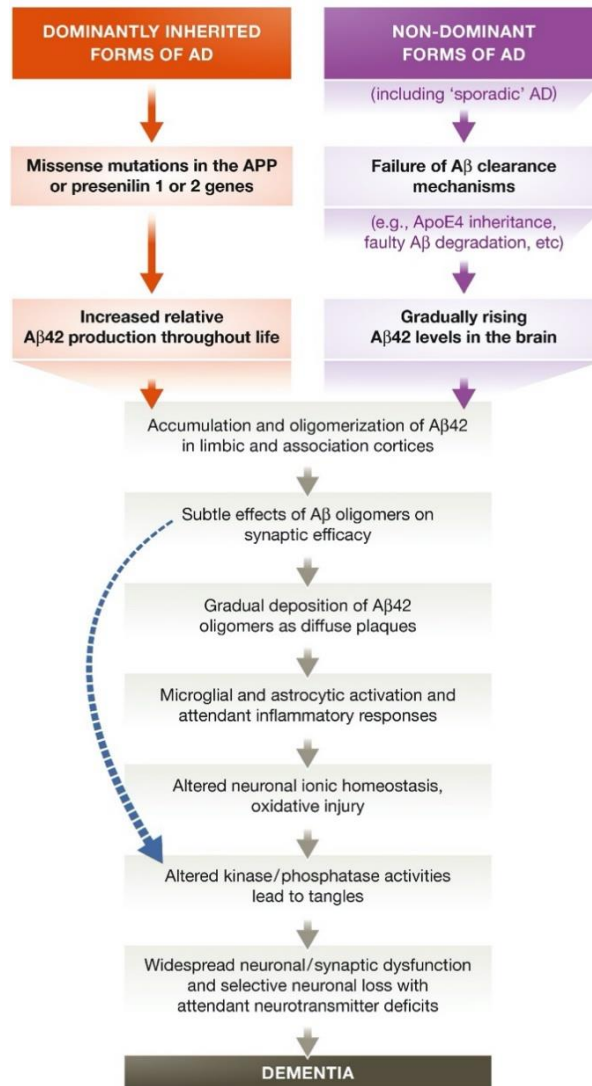 DOMINANTLY INHERITED
FORMS OF AD
Missense mutations in the APP
or presenilin 1 or 2 genes
Increased relative
Aβ42 production throughout life
NON-DOMINANT
FORMS OF AD
(including ‘sporadic’ AD)
Failure of Aβ clearance
mechanisms
(e.g., ApoE4 inheritance,
faulty Aβ degradation, etc)
Gradually rising
Aβ42 levels in the brain
Accumulation and oligomerization of Aβ42
in limbic and association cortices
Subtle effects of Aβ oligomers on
synaptic efficacy
Gradual deposition of Aβ42
oligomers as diffuse plaques
Microglial and astrocytic activation and
attendant inflammatory responses
Altered neuronal ionic homeostasis,
oxidative injury
Altered kinase/phosphatase activities
lead to tangles
Widespread neuronal/synaptic dysfunction
and selective neuronal loss with
attendant neurotransmitter deficits
DEMENTIA